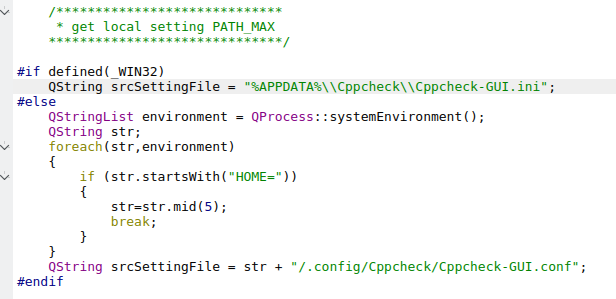 /*****************************
* get local setting PATH_MAX
******************************/
#if defined(_WIN32)
QString srcSettingFile = "%APPDATA%\\Cppcheck\\Cppcheck-GUI.ini";
#else
QStringList environment = QProcess::systemEnvironment();
QString str;
foreach(str,environment)
{
if (str.startsWith("HOME="))
{
str=str.mid(5);
break;
}
}
QString srcSettingFile = str + "/.config/Cppcheck/Cppcheck-GUI.conf";
#endif